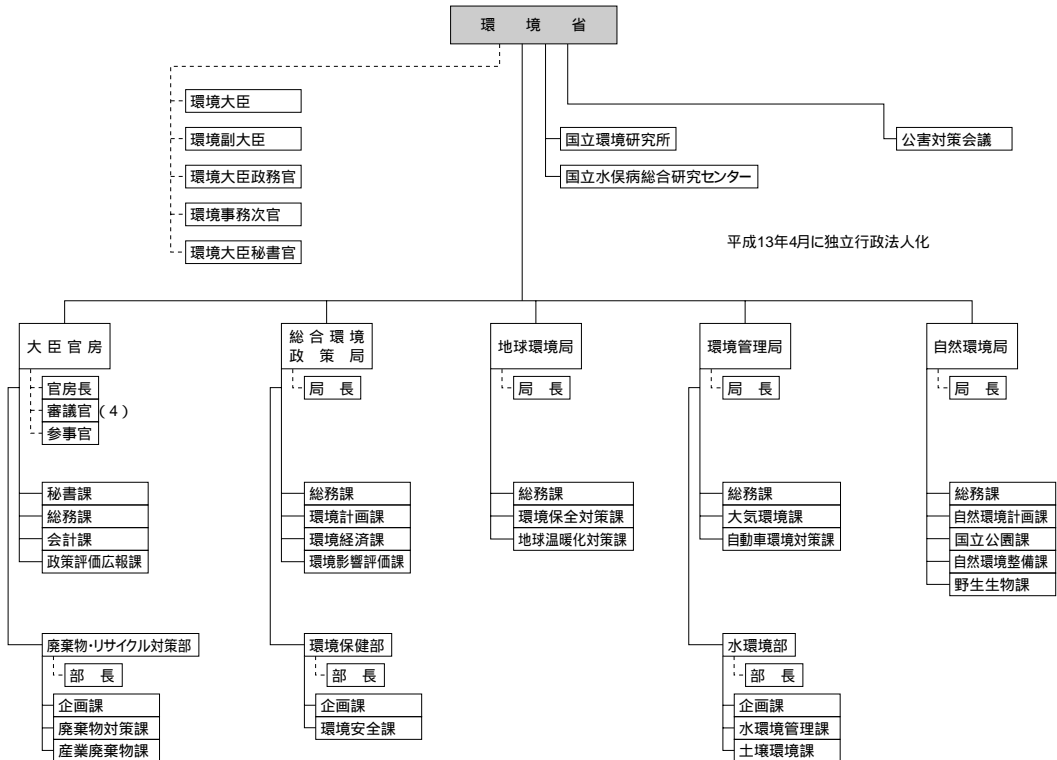 環 境 省
環境大臣
環境副大臣
環境大臣政務官
環境事務次官
環境大臣秘書官
国立環境研究所
国立水俣病総合研究センター
公害対策会議
平成13年4月に独立行政法人化
大 臣 官 房
官房長
審議官(4)
参事官
秘書課
総務課
会計課
政策評価広報課
廃棄物・リサイクル対策部
部 長
企画課
廃棄物対策課
産業廃棄物課
総 合 環 境
政 策 局
局 長
総務課
環境計画課
環境経済課
環境影響評価課
環境保健部
部 長
企画課
環境安全課
地球環境局
局 長
総務課
環境保全対策課
地球温暖化対策課
環境管理局
局 長
総務課
大気環境課
自動車環境対策課
水環境部
部 長
企画課
水環境管理課
土壌環境課
自然環境局
局 長
総務課
自然環境計画課
国立公園課
自然環境整備課
野生生物課